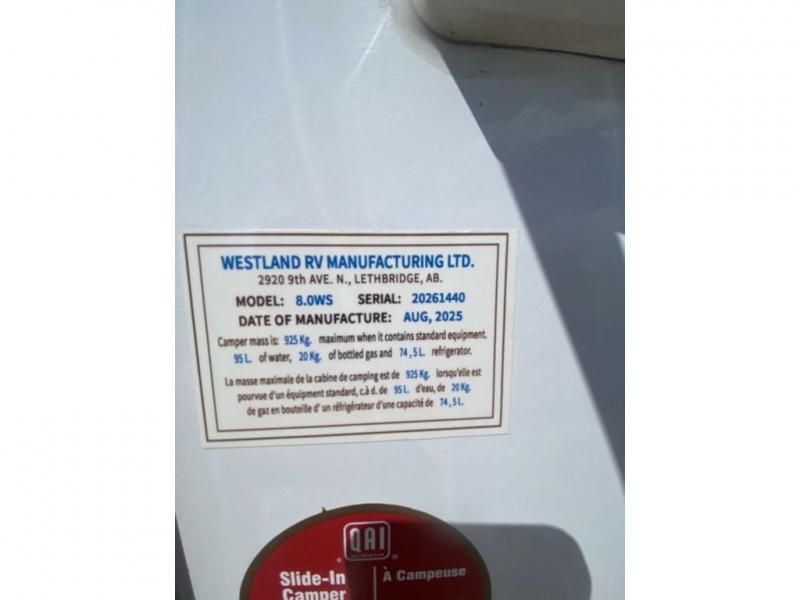 WESTLAND RV MANUFACTURING LTD.
2920 9th AVE. N., LETHBRIDGE, AB.
MODEL: 8.0WS SERIAL: 20261440
DATE OF MANUFACTURE: AUG, 2025
Camper mass is: 925 Kg. maximum when it contains standard equipment.
95 L. of water, 20 Kg. of bottled gas and 74,5 L. refrigerator.
La masse maximale de la cabine de camping est de 925 Kg. lorsqu'elle est
pourvue d'un équipment standard, c.à d. de 95 L. d'eau, de 20 Kg.
de gaz en bouteille d' un réfrigérateur d'une capacité de 74,5 L.
QAI
Slide-In À Campeuse
Camper